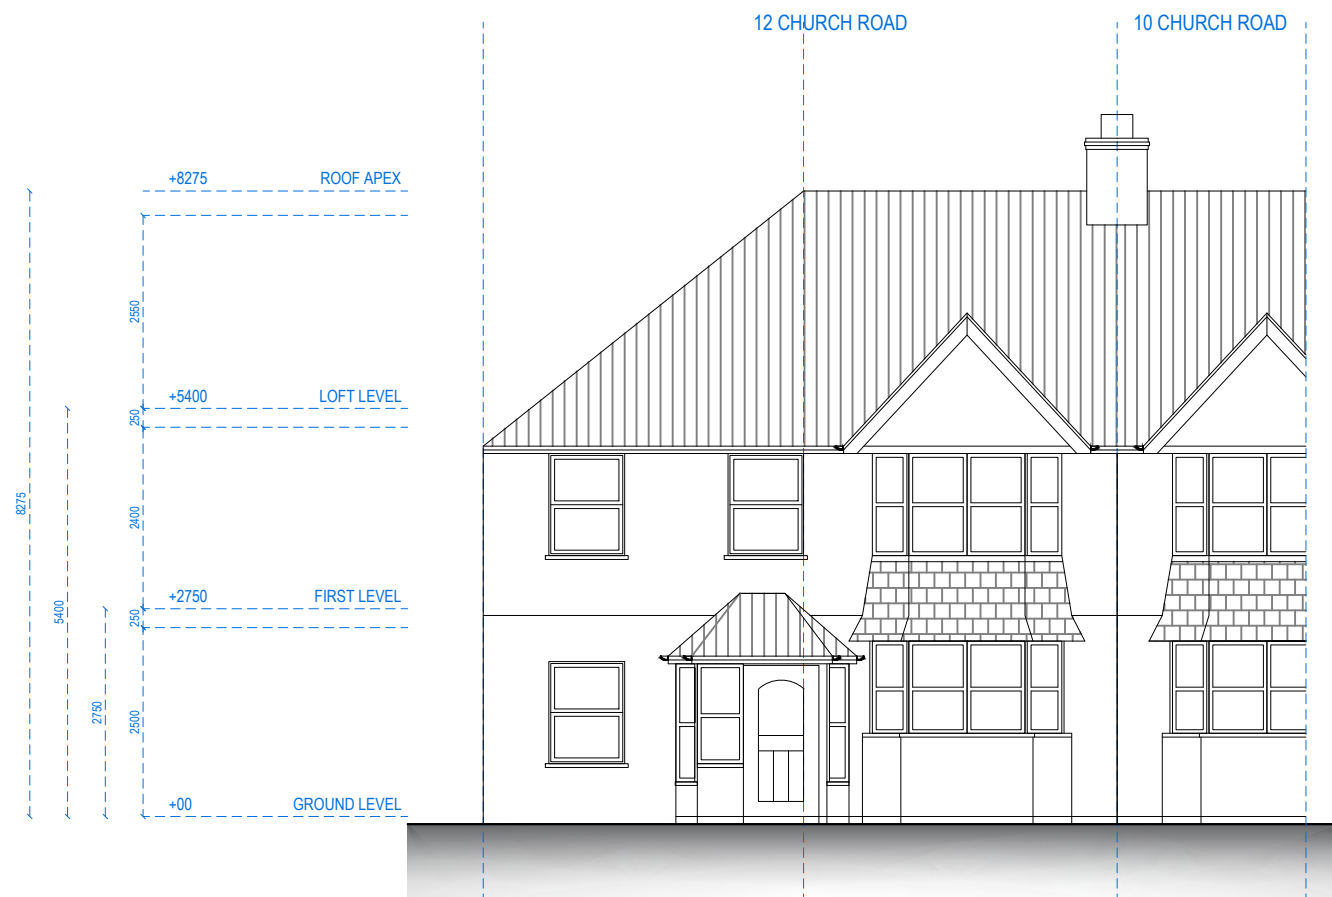 12 CHURCH ROAD
10 CHURCH ROAD
+8275 ROOF APEX
2550
+5400 LOFT LEVEL
250
8275
2400
+2750 FIRST LEVEL
5400
250
2750
2500
+00 GROUND LEVEL